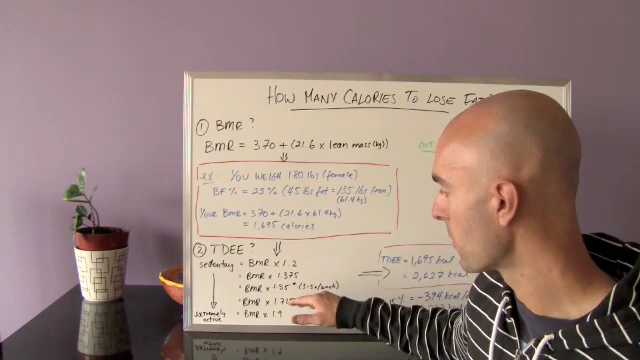 HOW MANY CALORIES TO LOSE FAT
① BMR?
BMR = 370 + (21.6 x lean mass (kg))
ex: YOU WEIGH 180 lbs (female)
BF% = 25% (45 lbs fat = 135 lbs lean)
(61.4 kg)
YOUR BMR = 370 + (21.6 x 61.4 kg)
= 1,695 calories
② TDEE?
sedentary = BMR x 1.2
= BMR x 1.375
= BMR x 1.55 * (3-5x/week)
= BMR x 1.7
extremely active = BMR x 1.9
TDEE = 1,695 kcal
= 2,627 kcal
= -394 kcal